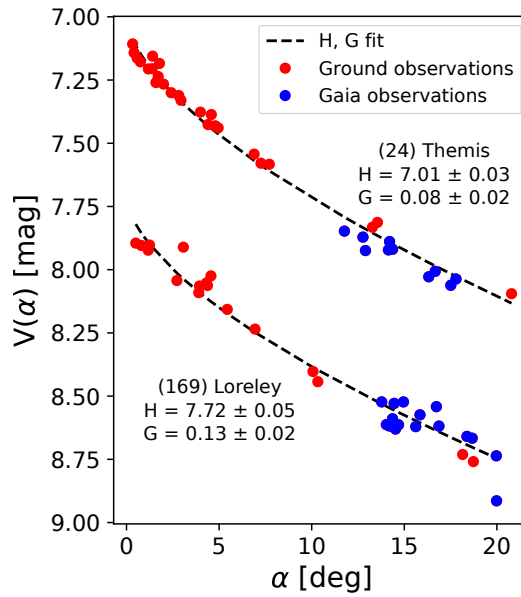 7.00
7.25
7.50
7.75
8.00
8.25
8.50
8.75
9.00
V(α) [mag]
H, G fit
Ground observations
Gaia observations
(24) Themis
H = 7.01 ± 0.03
G = 0.08 ± 0.02
(169) Loreley
H = 7.72 ± 0.05
G = 0.13 ± 0.02
0 5 10 15 20
α [deg]